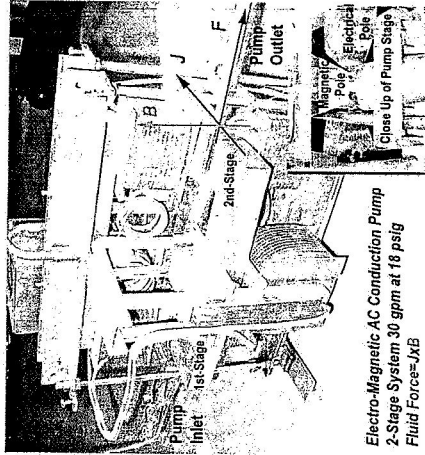 Magnetic
Pole
Electrical
Pole
Close Up of Pump Stage
B
J
F
Pump
Outlet
2nd-Stage
1st-Stage
Pump
Inlet
Electro-Magnetic AC Conduction Pump
2-Stage System 30 gpm at 18 psig
Fluid Force=JxB